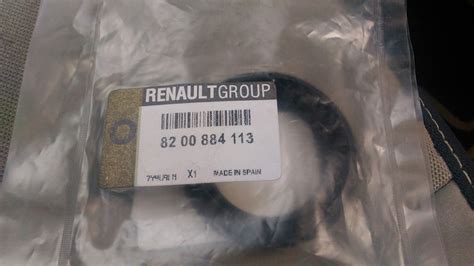 RENAULTGROUP
82 00 884 113
X1 MADE IN SPAIN